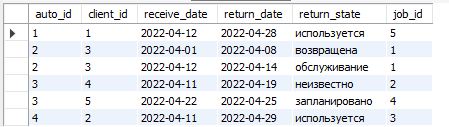 auto_id client_id receive_date return_date return_state job_id
1 1 2022-04-12 2022-04-28 используется 5
2 3 2022-04-01 2022-04-08 возвращена 1
2 3 2022-04-12 2022-04-14 обслуживание 1
3 4 2022-04-11 2022-04-19 неизвестно 2
3 5 2022-04-22 2022-04-25 запланировано 4
4 2 2022-04-11 2022-04-29 используется 3